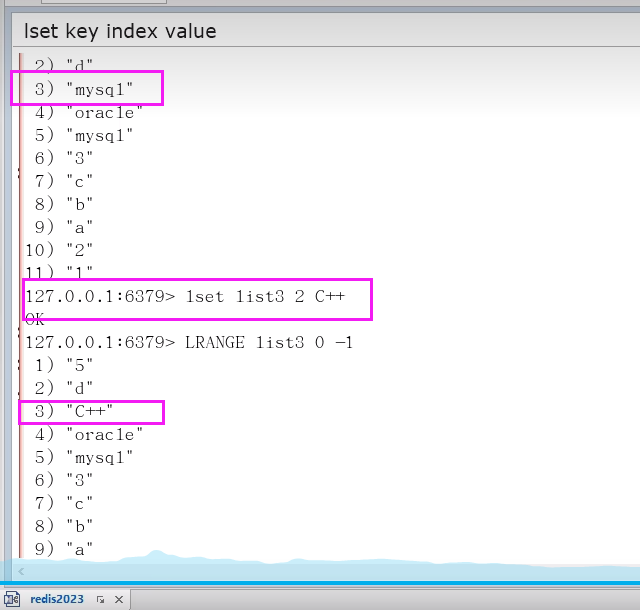 lset key index value
2) "d"
3) "mysql"
4) "oracle"
5) "mysql"
6) "3"
7) "c"
8) "b"
9) "a"
10) "2"
11) "1"
127.0.0.1:6379> lset list3 2 C++
OK
127.0.0.1:6379> LRANGE list3 0 -1
1) "5"
2) "d"
3) "C++"
4) "oracle"
5) "mysql"
6) "3"
7) "c"
8) "b"
9) "a"
redis2023